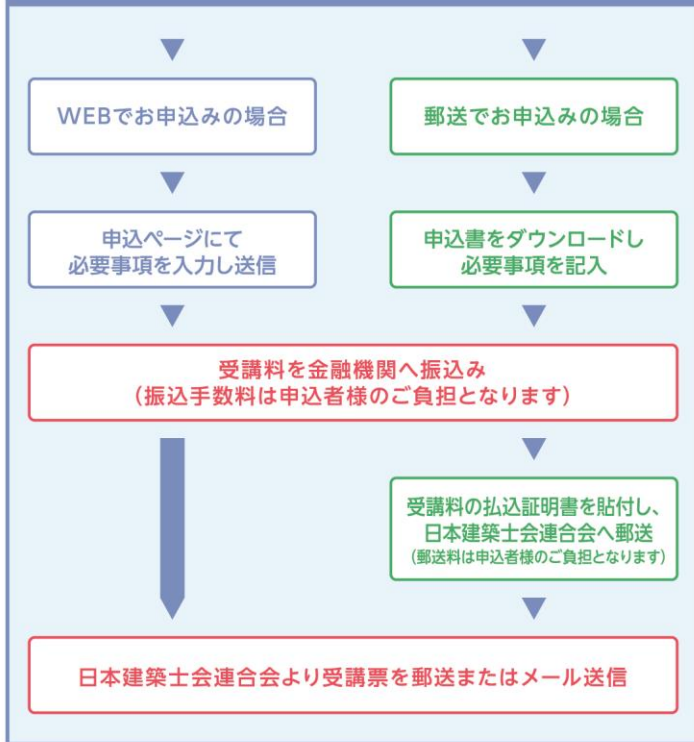 WEBでお申込みの場合
郵送でお申込みの場合
申込ページにて
必要事項を入力し送信
申込書をダウンロードし
必要事項を記入
受講料を金融機関へ振込み
(振込手数料は申込者様のご負担となります)
受講料の払込証明書を貼付し、
日本建築士会連合会へ郵送
(郵送料は申込者様のご負担となります)
日本建築士会連合会より受講票を郵送またはメール送信